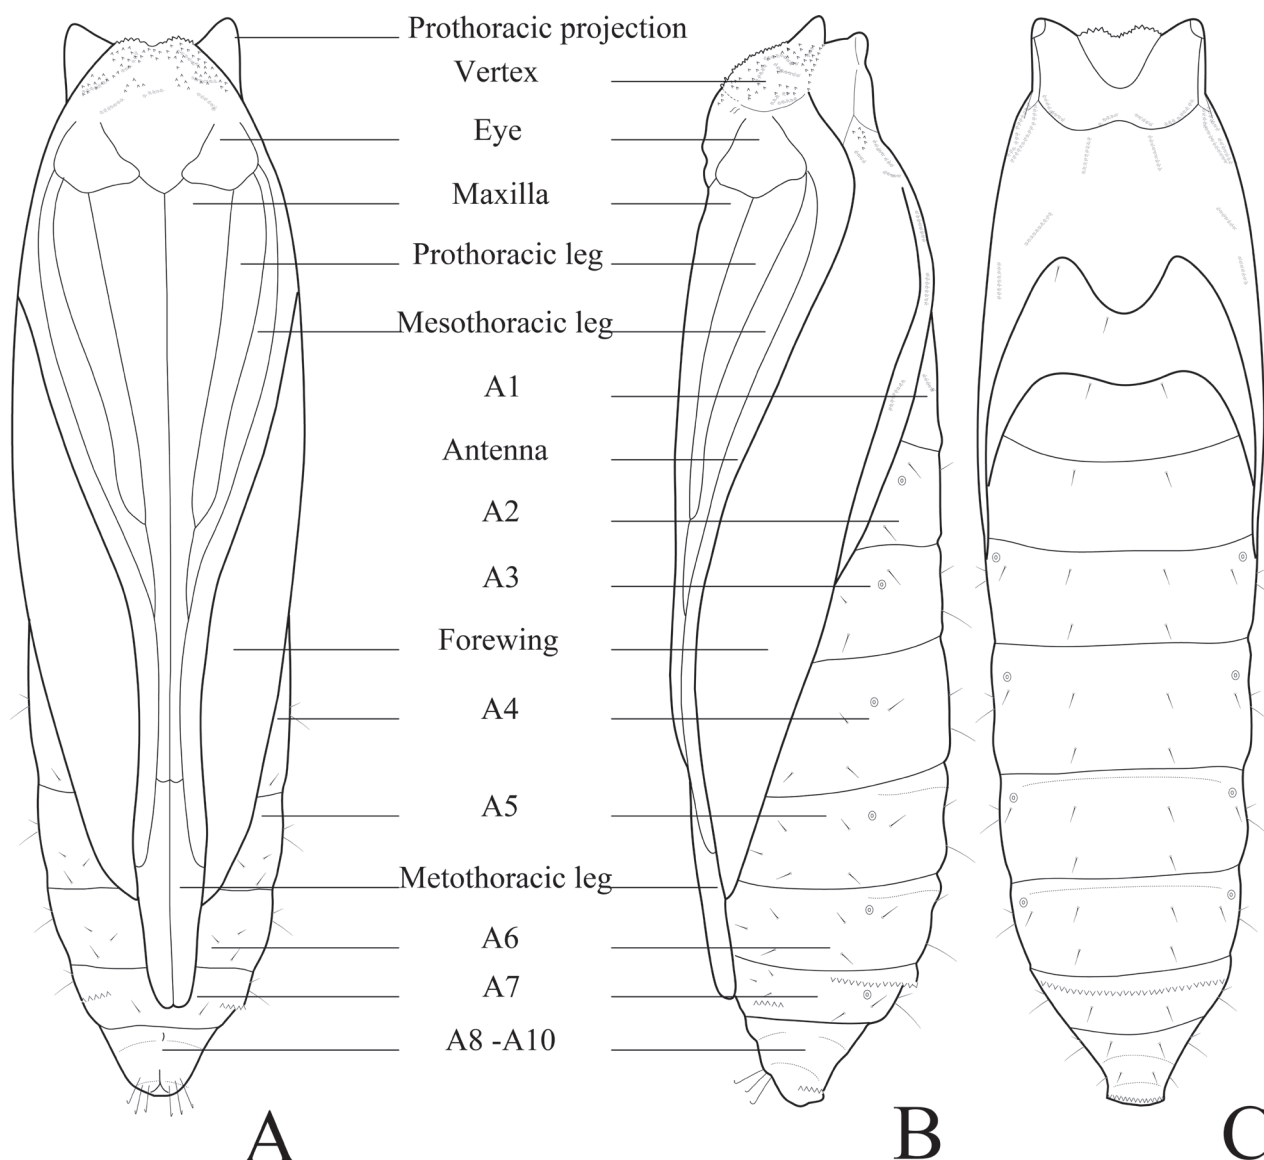 Prothoracic projection
Vertex
Eye
Maxilla
Prothoracic leg
Mesothoracic leg
A1
Antenna
A2
A3
Forewing
A4
A5
Metothoracic leg
A6
A7
A8 -A10
A
B
C